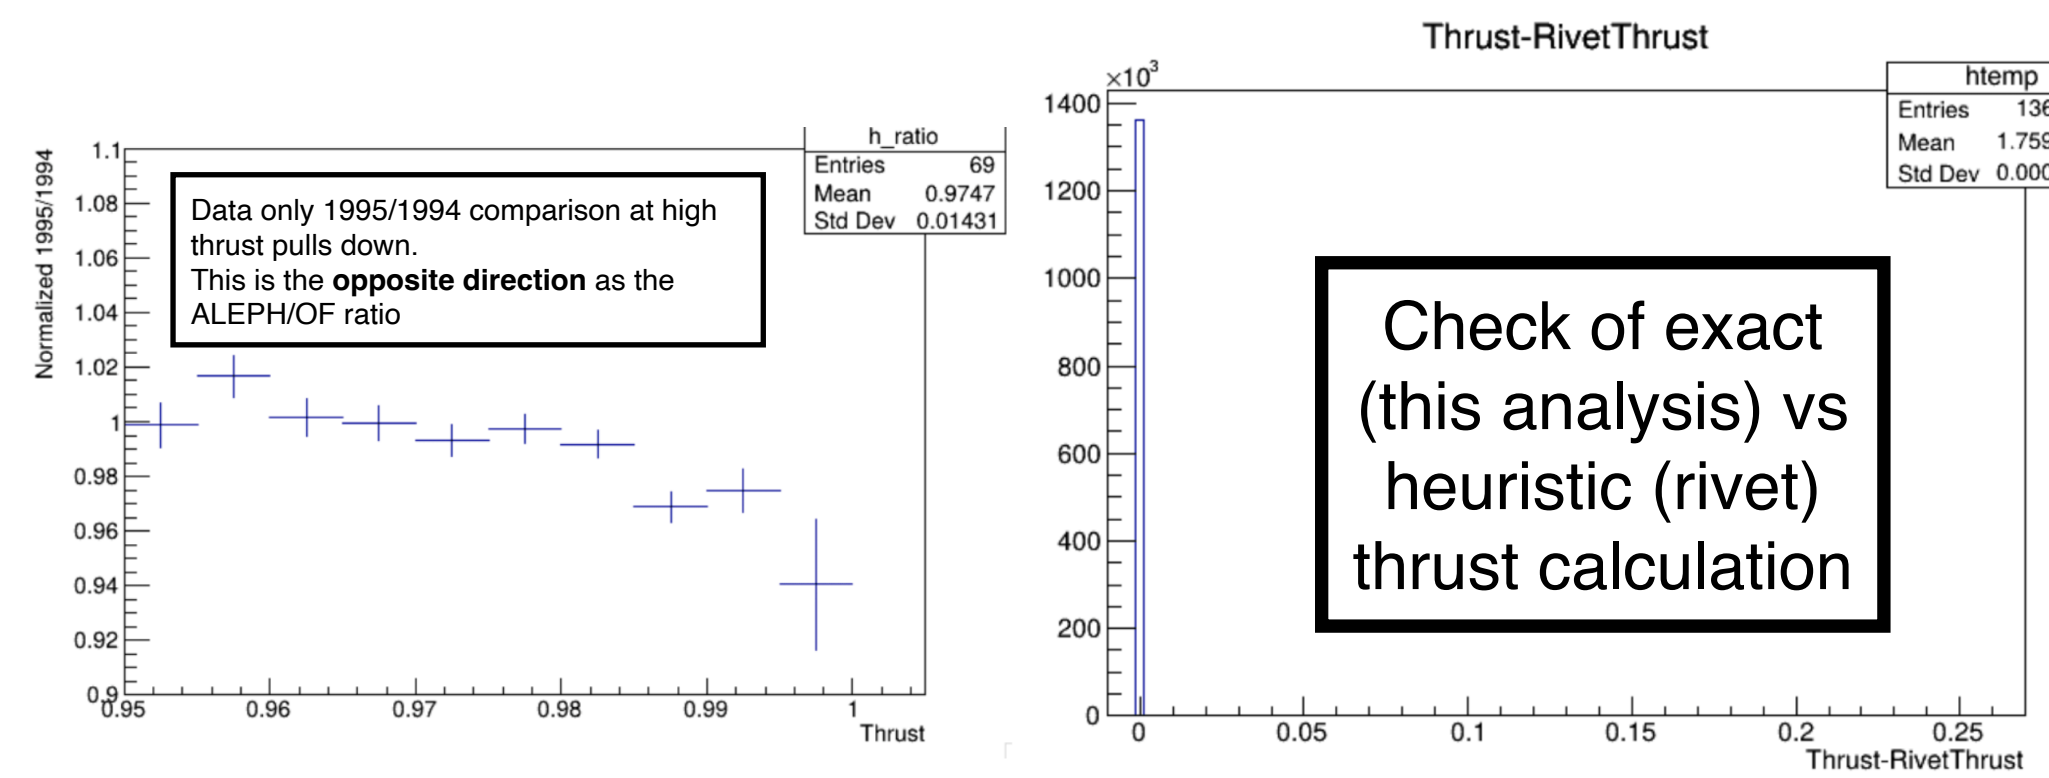 Normalized 1995/1994
1.1
1.08
1.06
1.04
1.02
1
0.98
0.96
0.94
0.92
0.9
0.95
0.96
0.97
0.98
0.99
1
Thrust
h_ratio
Entries 69
Mean 0.9747
Std Dev 0.01431
Data only 1995/1994 comparison at high
thrust pulls down.
This is the opposite direction as the
ALEPH/OF ratio
Thrust-RivetThrust
×10³
1400
1200
1000
800
600
400
200
0
0
0.05
0.1
0.15
0.2
0.25
Thrust-RivetThrust
htemp
Entries 136
Mean 1.759
Std Dev 0.000
Check of exact
(this analysis) vs
heuristic (rivet)
thrust calculation